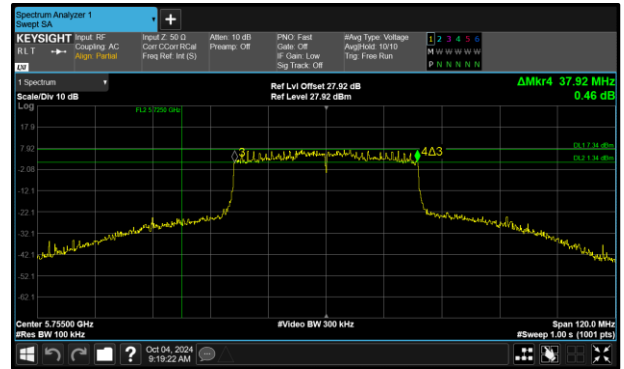 Spectrum Analyzer 1
Swept SA
+
KEYSIGHT Input: RF Input Z: 50 Ω Atten: 10 dB PNO: Fast #Avg Type: Voltage 1 2 3 4 5 6
RLT Coupling: AC Corr CCorr RCal Preamp: Off Gate: Off Avg|Hold: 10/10 M W W W W W
Align: Partial Freq Ref: Int (S) IF Gain: Low Trig: Free Run P N N N N N
LXI Sig Track: Off
1 Spectrum Ref Lvl Offset 27.92 dB ΔMkr4 37.92 MHz
Scale/Div 10 dB Ref Level 27.92 dBm 0.46 dB
Log
FL2 5.7250 GHz
17.9
7.92
DL1 7.34 dBm
3
4Δ3
DL2 1.34 dBm
-2.08
-12.1
-22.1
-32.1
-42.1
-52.1
-62.1
Center 5.75500 GHz #Video BW 300 kHz Span 120.0 MHz
#Res BW 100 kHz #Sweep 1.00 s (1001 pts)
? Oct 04, 2024
9:19:22 AM